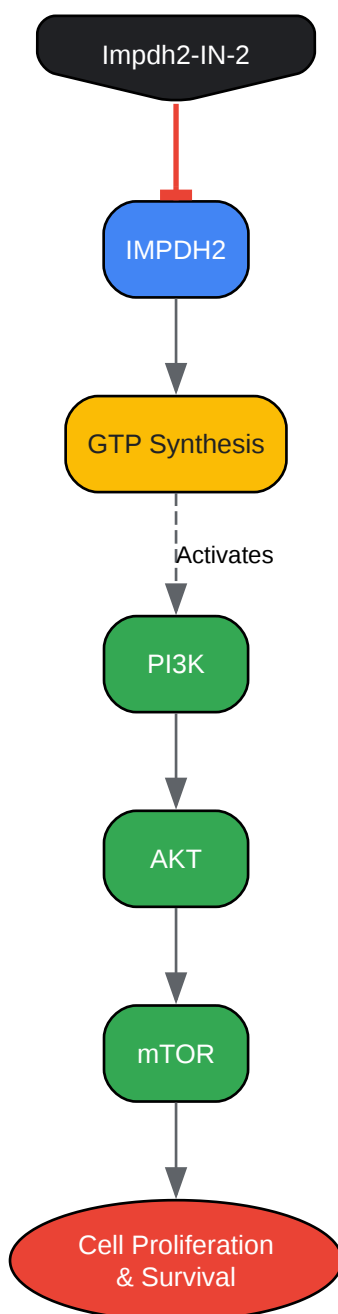 Impdh2-IN-2
IMPDH2
GTP Synthesis
Activates
PI3K
AKT
mTOR
Cell Proliferation
& Survival